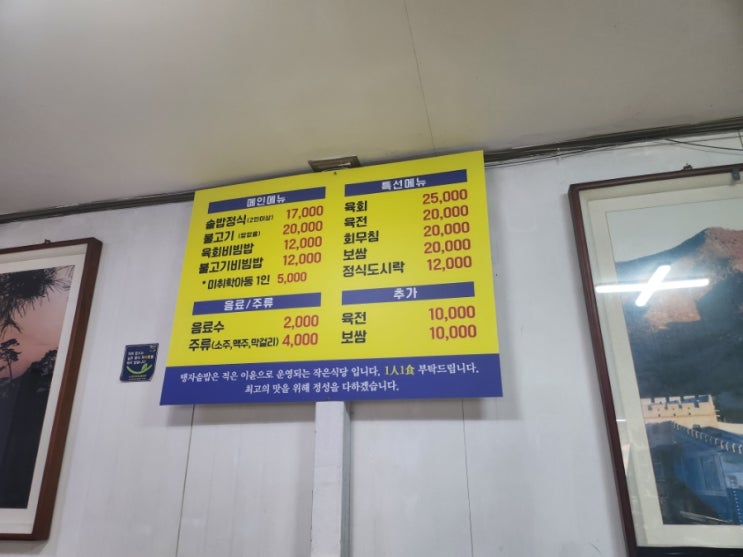 메인메뉴
솥밥정식(2인이상) 17,000
불고기 20,000
육회비빔밥 12,000
불고기비빔밥 12,000
* 미취학아동 1인 5,000
음료/주류
음료수 2,000
주류(소주,맥주,막걸리) 4,000
특선메뉴
육회 25,000
육전 20,000
회무침 20,000
보쌈 20,000
정식도시락 12,000
추가
육전 10,000
보쌈 10,000
맹자솥밥은 적은 이윤으로 운영되는 작은식당 입니다. 1人1食 부탁드립니다.
최고의 맛을 위해 정성을 다하겠습니다.